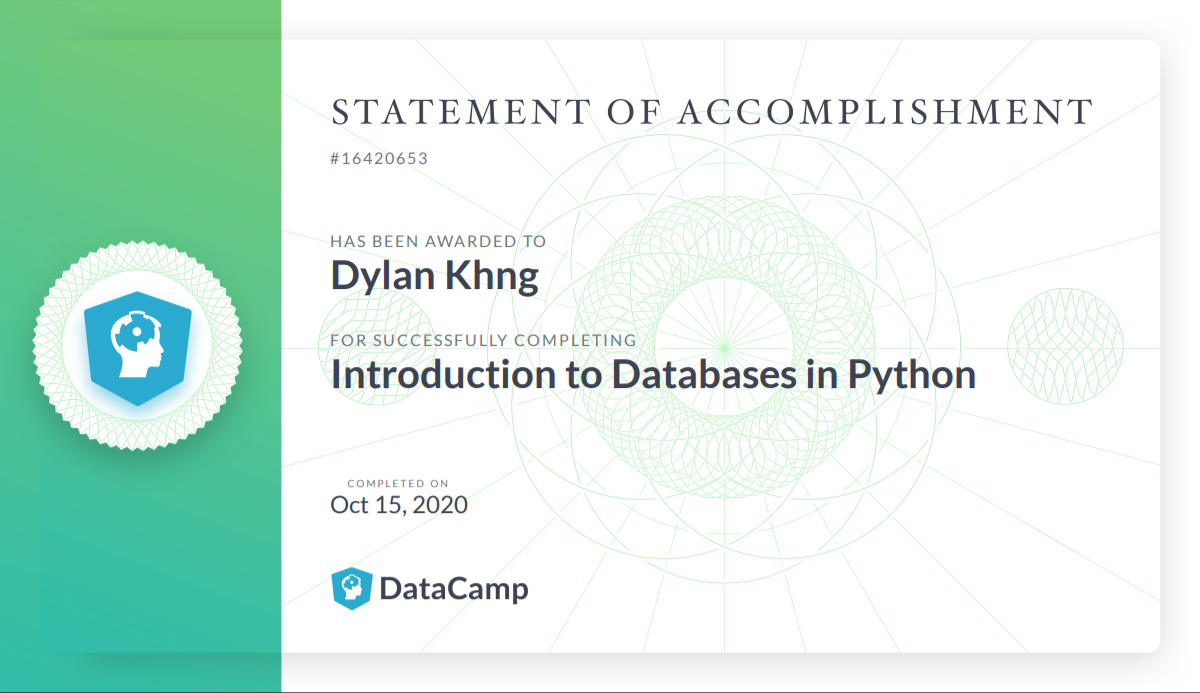 STATEMENT OF ACCOMPLISHMENT
#16420653
HAS BEEN AWARDED TO
Dylan Khng
FOR SUCCESSFULLY COMPLETING
Introduction to Databases in Python
COMPLETED ON
Oct 15, 2020
DataCamp